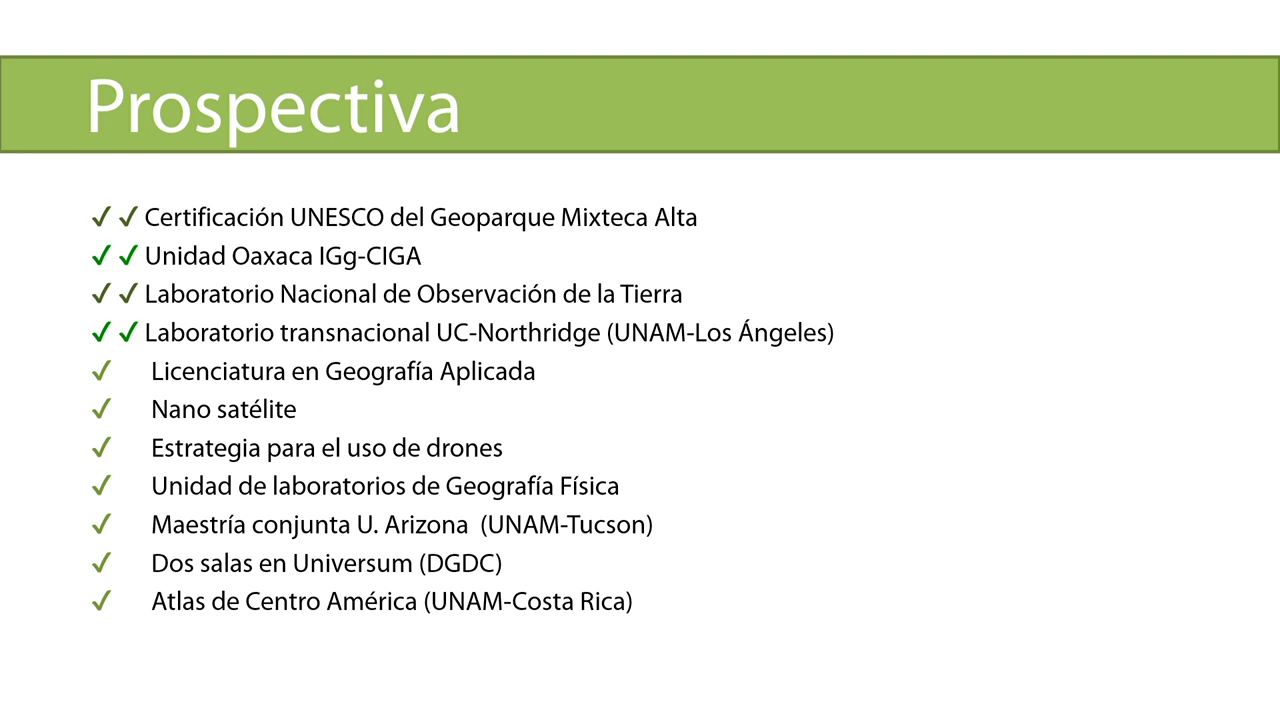 Prospectiva
✓ ✓ Certificación UNESCO del Geoparque Mixteca Alta
✓ ✓ Unidad Oaxaca IGg-CIGA
✓ ✓ Laboratorio Nacional de Observación de la Tierra
✓ ✓ Laboratorio transnacional UC-Northridge (UNAM-Los Ángeles)
✓ Licenciatura en Geografía Aplicada
✓ Nano satélite
✓ Estrategia para el uso de drones
✓ Unidad de laboratorios de Geografía Física
✓ Maestría conjunta U. Arizona (UNAM-Tucson)
✓ Dos salas en Universum (DGDC)
✓ Atlas de Centro América (UNAM-Costa Rica)